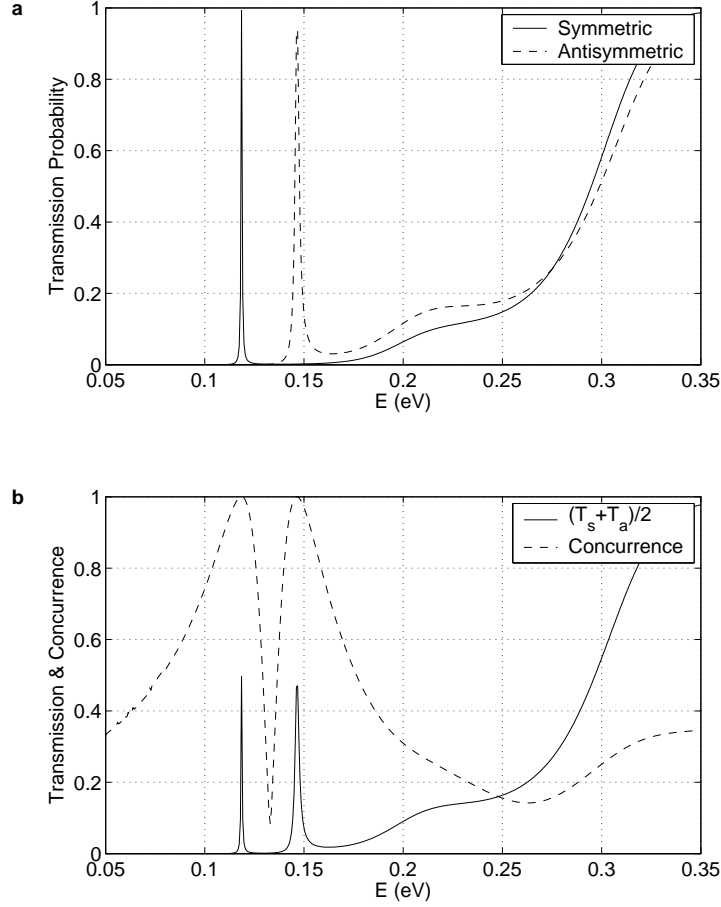 a
Symmetric
Antisymmetric
Transmission Probability
1
0.8
0.6
0.4
0.2
0
0.05 0.1 0.15 0.2 0.25 0.3 0.35
E (eV)
b
(T_s+T_a)/2
Concurrence
Transmission & Concurrence
1
0.8
0.6
0.4
0.2
0
0.05 0.1 0.15 0.2 0.25 0.3 0.35
E (eV)